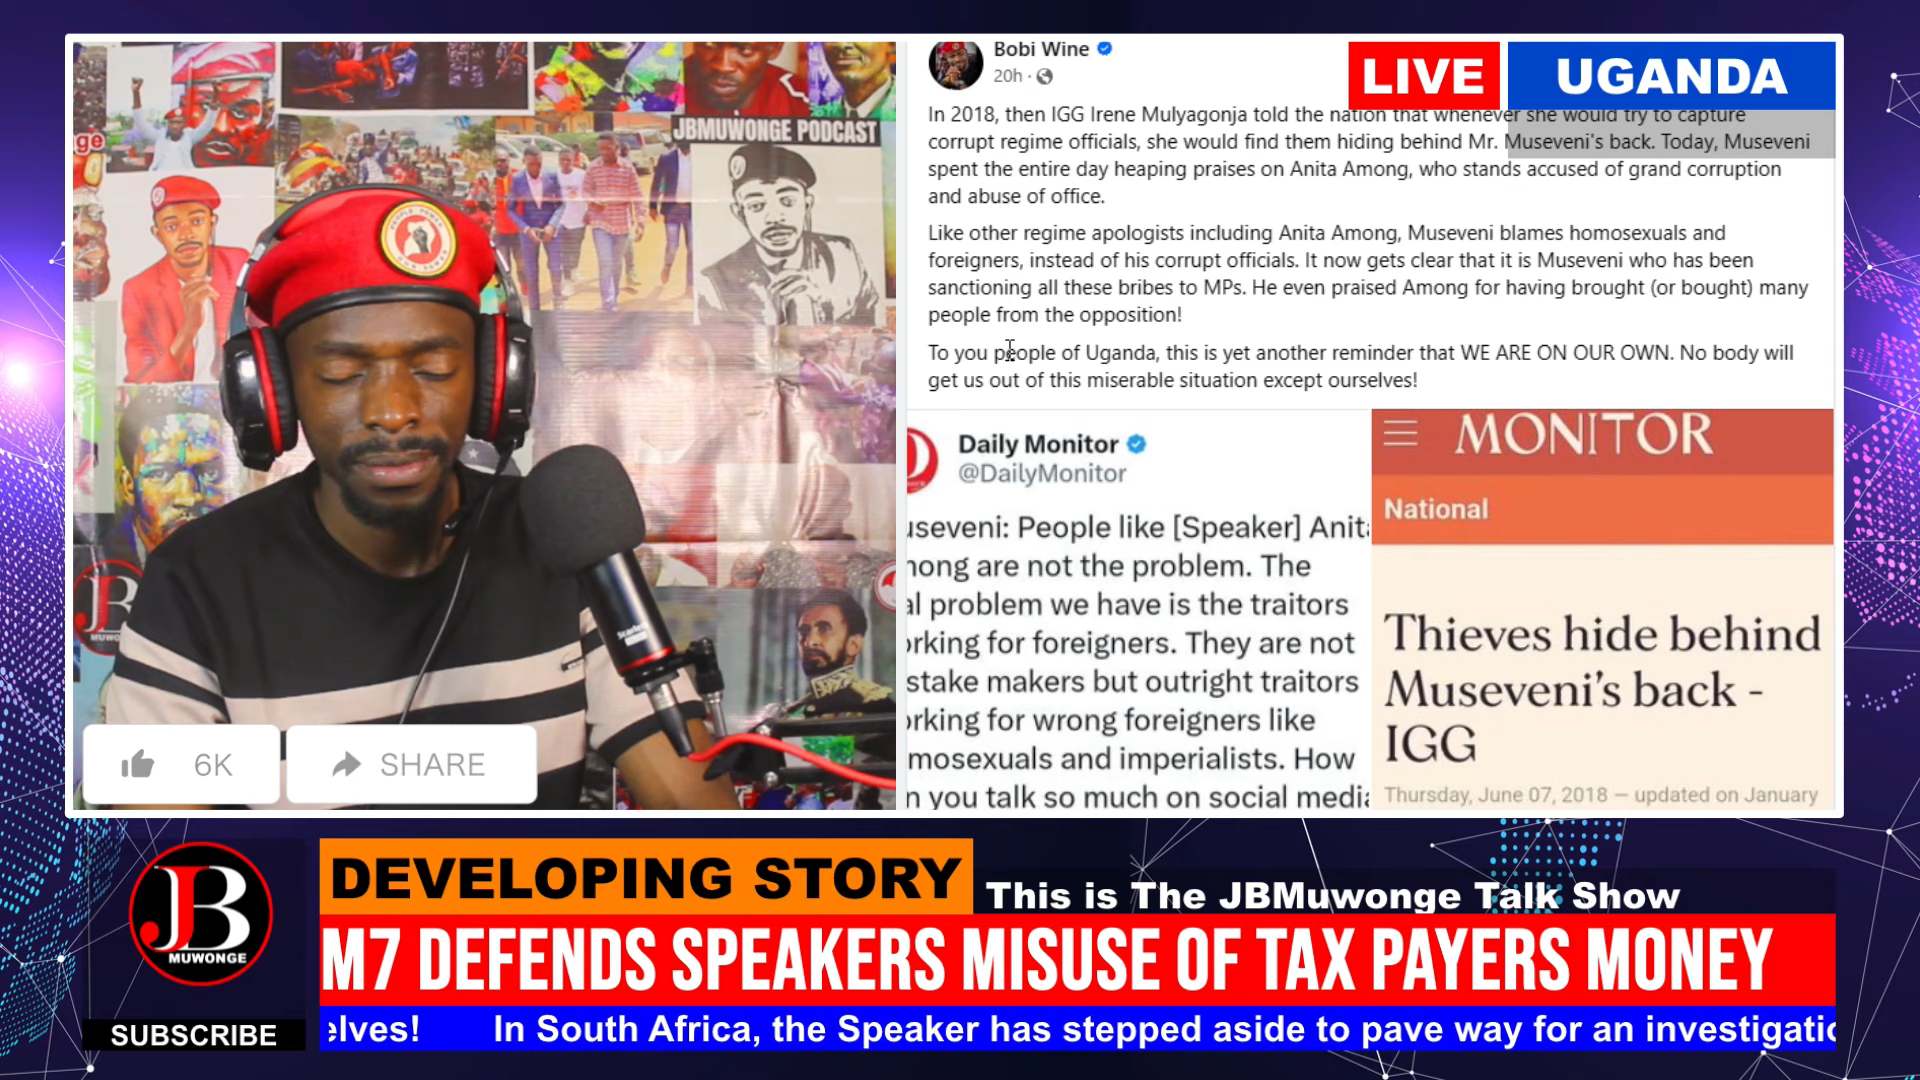 JBMUWONGE PODCAST
ge
PEOPLE POWER
JB
MUWO
6K
SHARE
Bobi Wine
20h ·
LIVE
UGANDA
In 2018, then IGG Irene Mulyagonja told the nation that whenever she would try to capture
corrupt regime officials, she would find them hiding behind Mr. Museveni's back. Today, Museveni
spent the entire day heaping praises on Anita Among, who stands accused of grand corruption
and abuse of office.
Like other regime apologists including Anita Among, Museveni blames homosexuals and
foreigners, instead of his corrupt officials. It now gets clear that it is Museveni who has been
sanctioning all these bribes to MPs. He even praised Among for having brought (or bought) many
people from the opposition!
To you people of Uganda, this is yet another reminder that WE ARE ON OUR OWN. No body will
get us out of this miserable situation except ourselves!
Daily Monitor
@DailyMonitor
useveni: People like [Speaker] Anita
nong are not the problem. The
al problem we have is the traitors
orking for foreigners. They are not
stake makers but outright traitors
orking for wrong foreigners like
mosexuals and imperialists. How
n you talk so much on social media
MONITOR
National
Thieves hide behind
Museveni's back -
IGG
Thursday, June 07, 2018 — updated on January
JB
MUWONGE
SUBSCRIBE
DEVELOPING STORY
This is The JBMuwonge Talk Show
M7 DEFENDS SPEAKERS MISUSE OF TAX PAYERS MONEY
elves! In South Africa, the Speaker has stepped aside to pave way for an investigatio